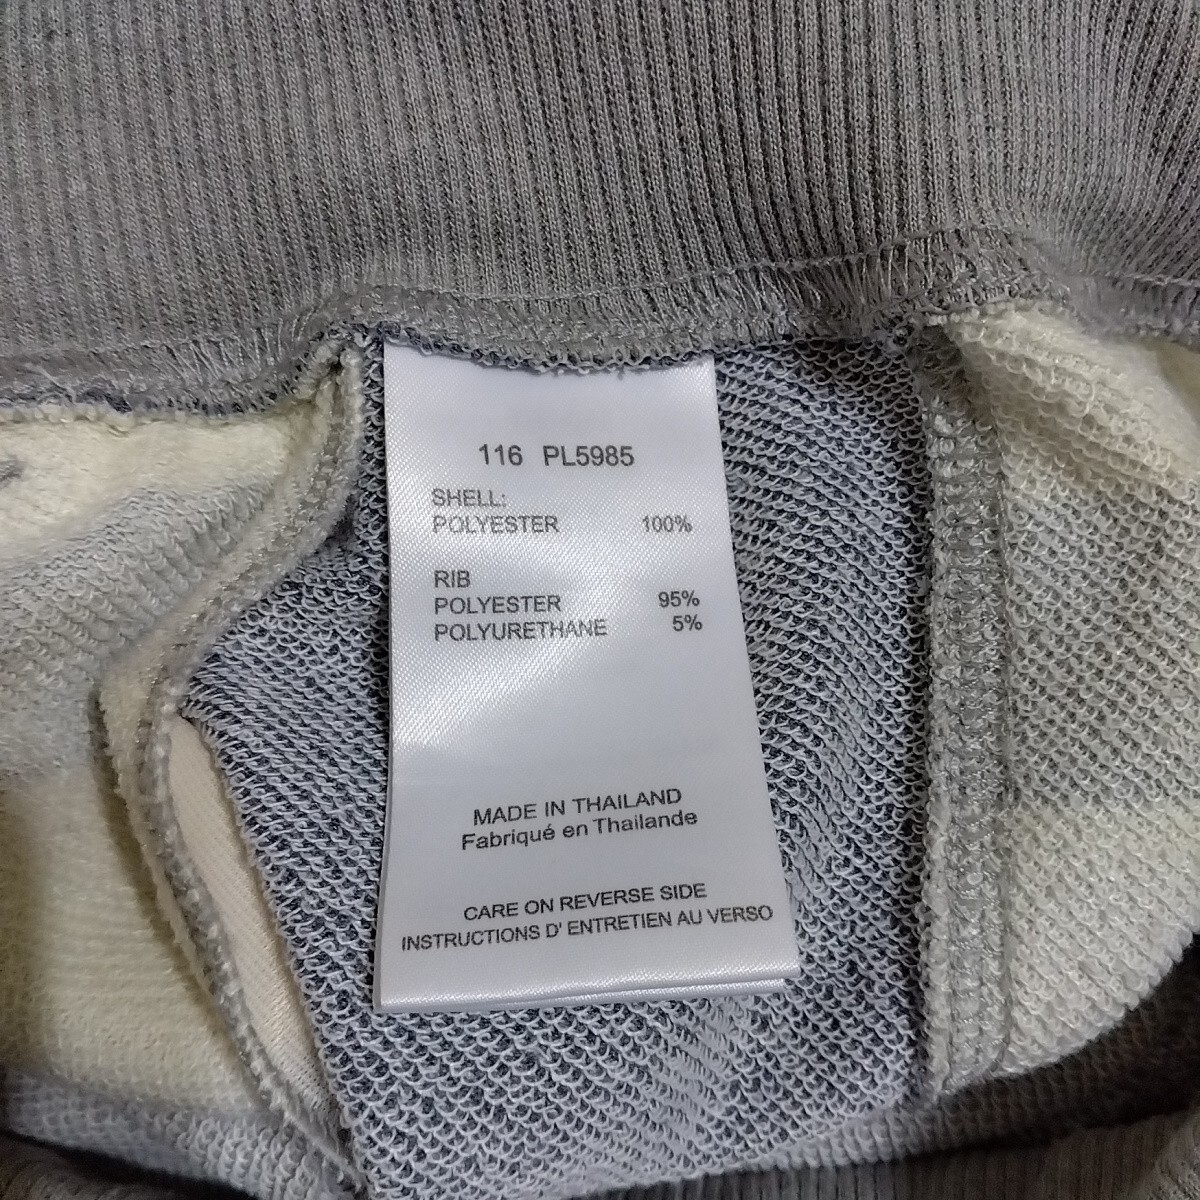 116 PL5985
SHELL:
POLYESTER 100%
RIB
POLYESTER 95%
POLYURETHANE 5%
MADE IN THAILAND
Fabriqué en Thailande
CARE ON REVERSE SIDE
INSTRUCTIONS D' ENTRETIEN AU VERSO